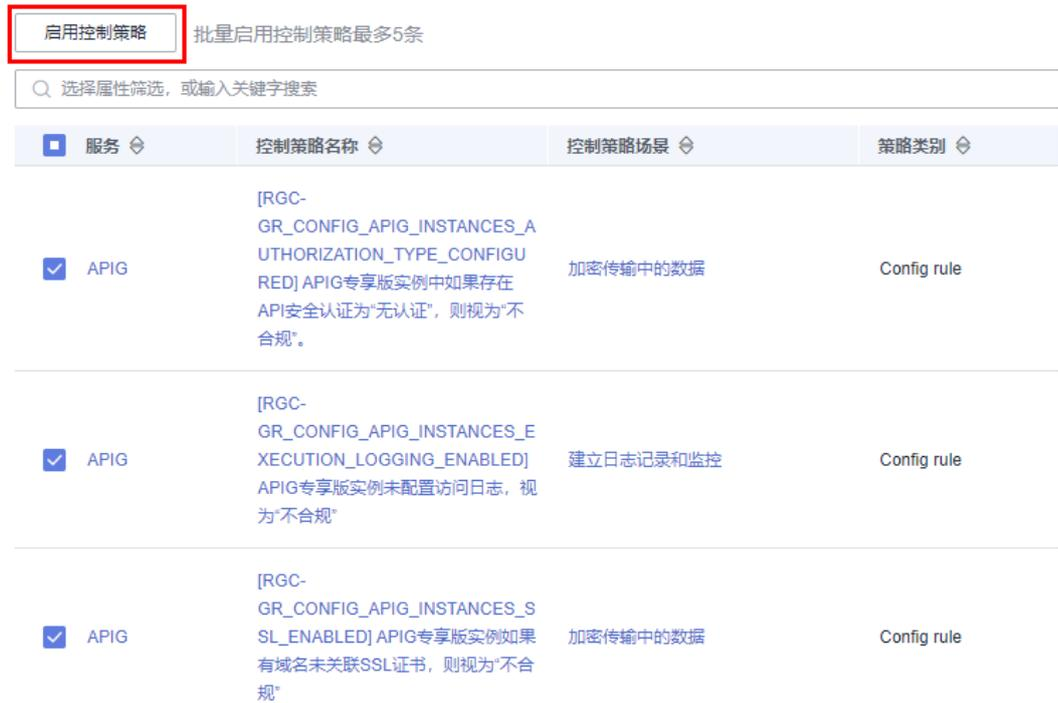 启用控制策略 批量启用控制策略最多5条
选择属性筛选，或输入关键字搜索
服务 控制策略名称 控制策略场景 策略类别
[RGC-
GR_CONFIG_APIG_INSTANCES_A
UTHORIZATION_TYPE_CONFIGU
RED] APIG专享版实例中如果存在
API安全认证为“无认证”，则视为“不
合规”。
APIG 加密传输中的数据 Config rule
[RGC-
GR_CONFIG_APIG_INSTANCES_E
XECUTION_LOGGING_ENABLED]
APIG专享版实例未配置访问日志，视
为“不合规”
APIG 建立日志记录和监控 Config rule
[RGC-
GR_CONFIG_APIG_INSTANCES_S
SL_ENABLED] APIG专享版实例如果
有域名未关联SSL证书，则视为“不合
规”
APIG 加密传输中的数据 Config rule